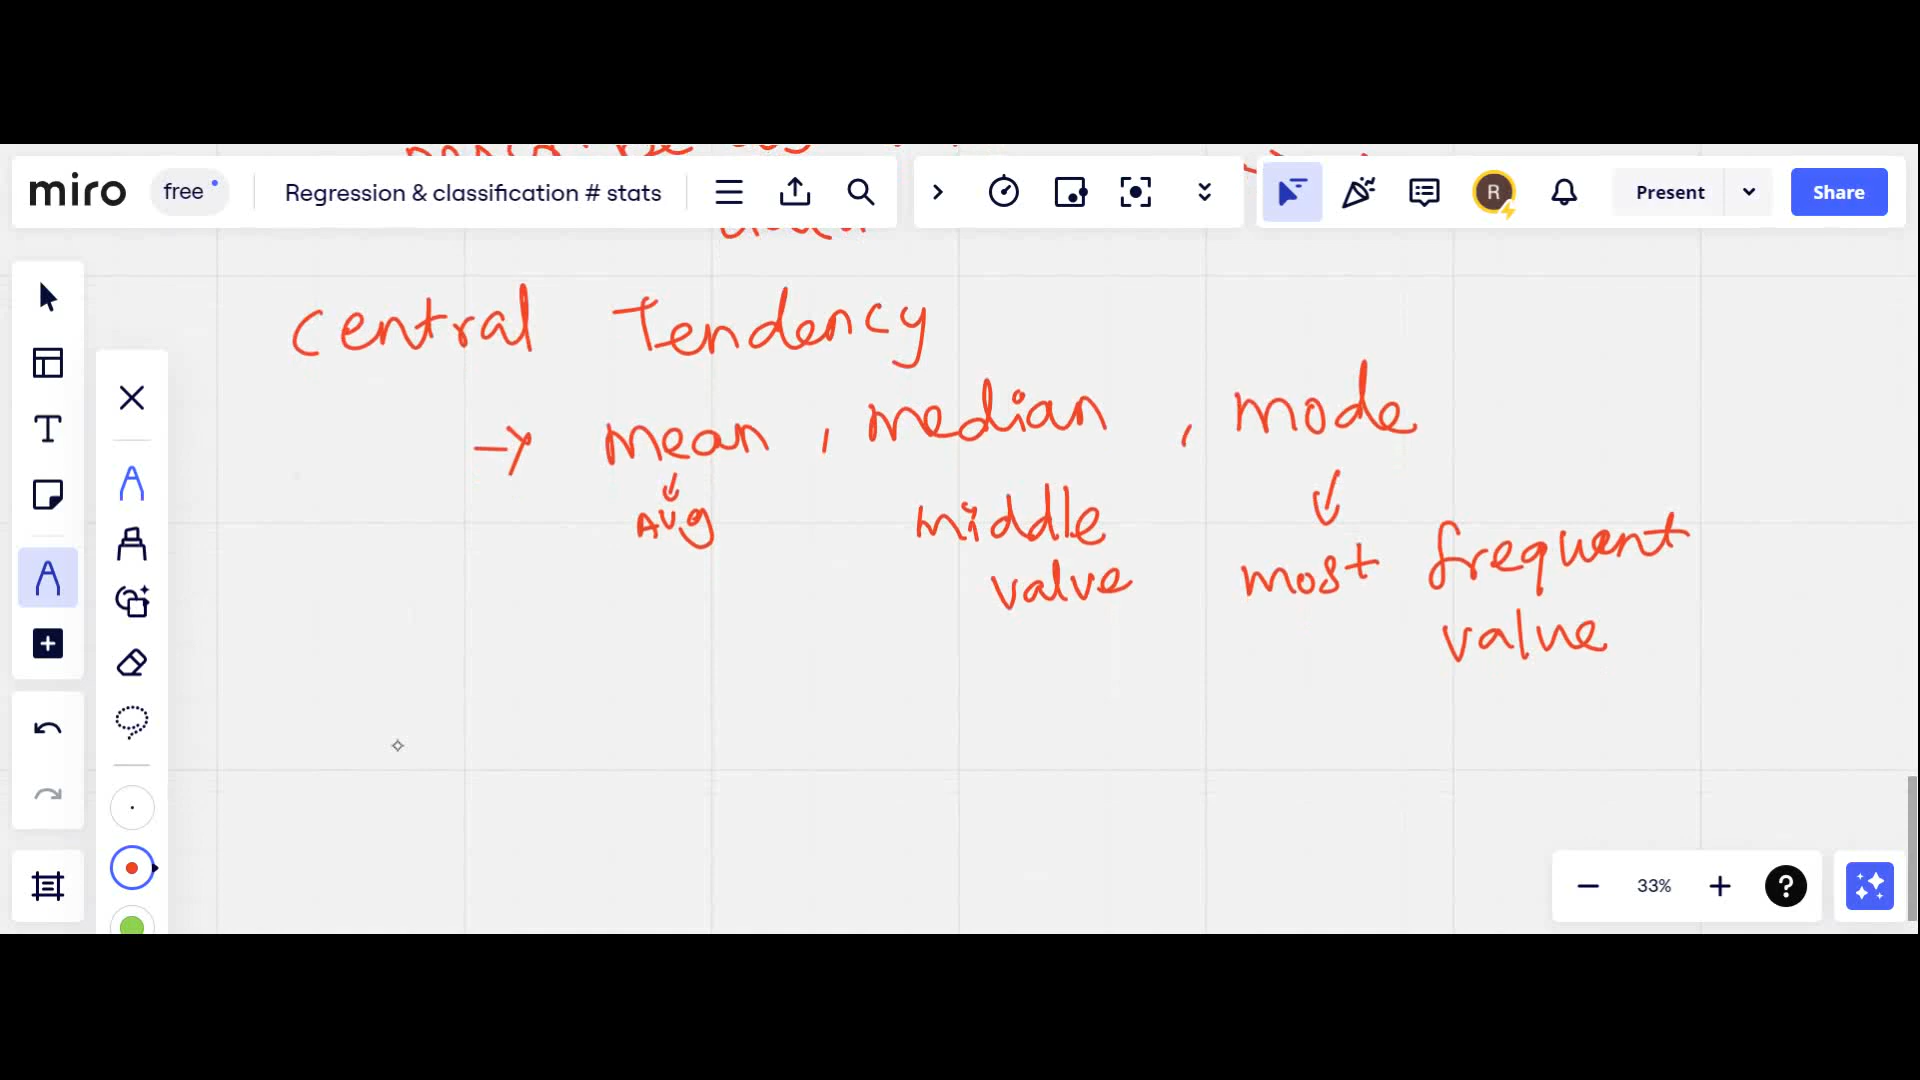 miro free Regression & classification # stats Present Share
R
Central Tendency
→ mean , median , mode
Avg middle value
most frequent value
33%